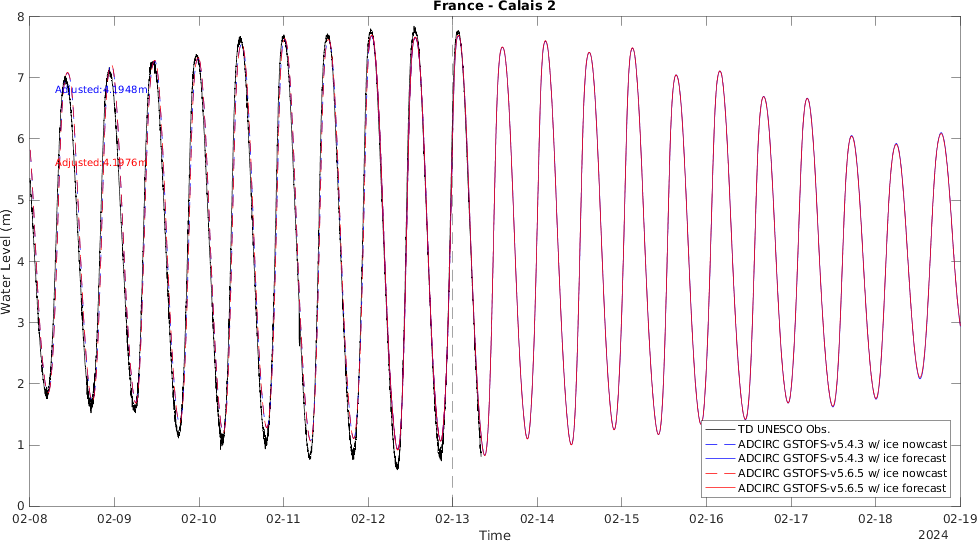 France - Calais 2
8
7
6
5
4
3
2
1
0
Water Level (m)
Adjusted:4.1948m
Adjusted:4.1976m
TD UNESCO Obs.
ADCIRC GSTOFS-v5.4.3 w/ ice nowcast
ADCIRC GSTOFS-v5.4.3 w/ ice forecast
ADCIRC GSTOFS-v5.6.5 w/ ice nowcast
ADCIRC GSTOFS-v5.6.5 w/ ice forecast
02-08 02-09 02-10 02-11 02-12 02-13 02-14 02-15 02-16 02-17 02-18 02-19
Time
2024